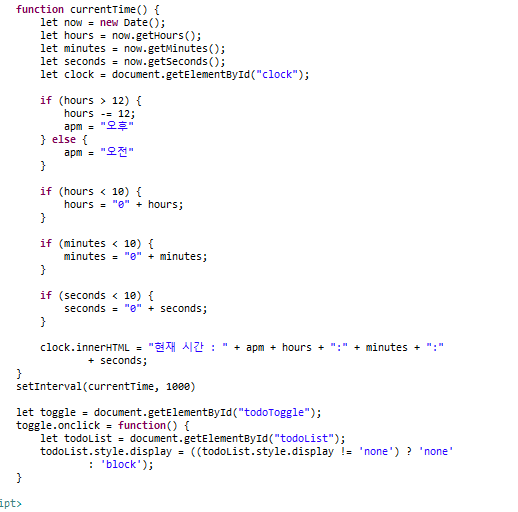 function currentTime() {
let now = new Date();
let hours = now.getHours();
let minutes = now.getMinutes();
let seconds = now.getSeconds();
let clock = document.getElementById("clock");
if (hours > 12) {
hours -= 12;
apm = "오후"
} else {
apm = "오전"
}
if (hours < 10) {
hours = "0" + hours;
}
if (minutes < 10) {
minutes = "0" + minutes;
}
if (seconds < 10) {
seconds = "0" + seconds;
}
clock.innerHTML = "현재 시간 : " + apm + hours + ":" + minutes + ":"
+ seconds;
}
setInterval(currentTime, 1000)
let toggle = document.getElementById("todoToggle");
toggle.onclick = function() {
let todoList = document.getElementById("todoList");
todoList.style.display = ((todoList.style.display != 'none') ? 'none'
: 'block');
}
ipt>